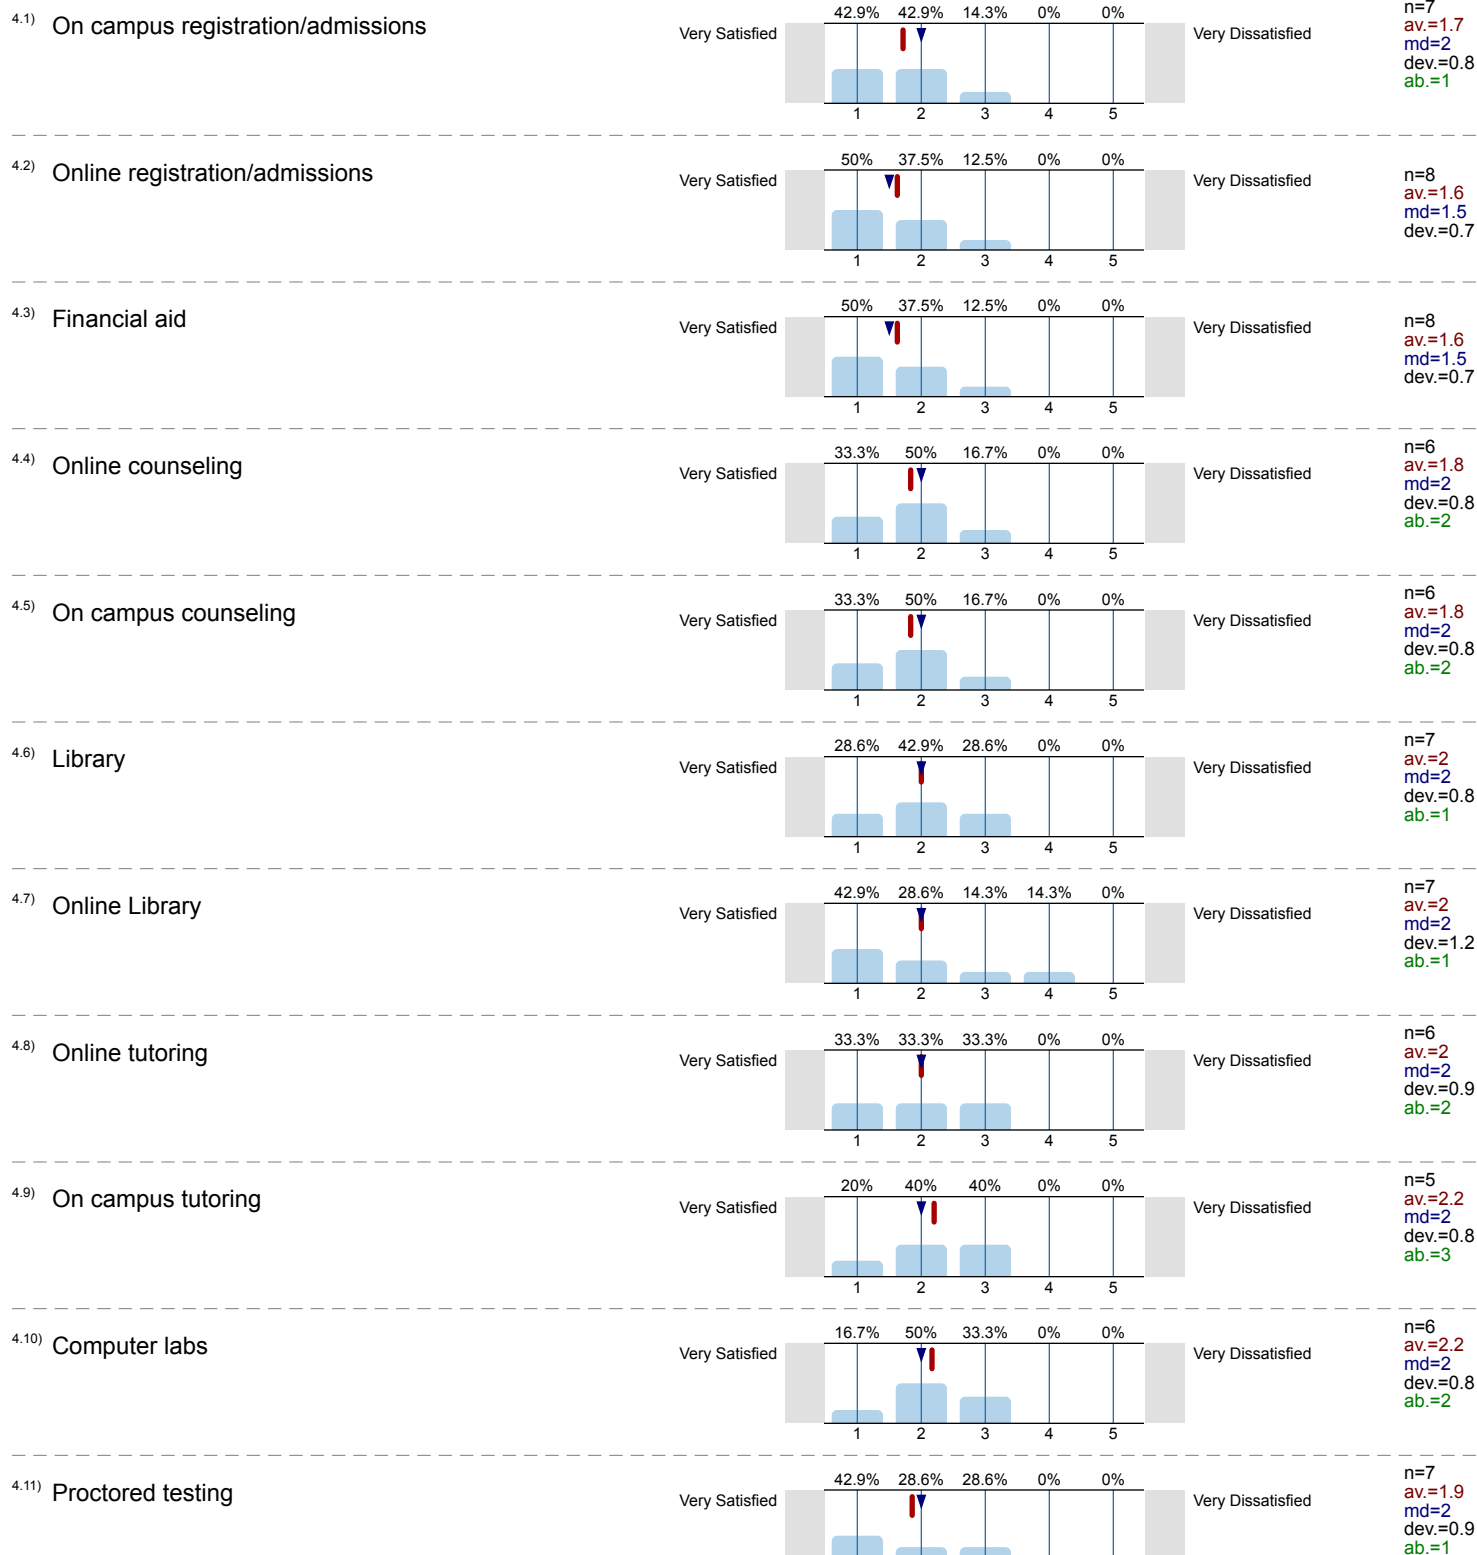 4.1) On campus registration/admissions
42.9% 42.9% 14.3% 0% 0%
Very Satisfied Very Dissatisfied
1 2 3 4 5
n=7
av.=1.7
md=2
dev.=0.8
ab.=1
4.2) Online registration/admissions
50% 37.5% 12.5% 0% 0%
Very Satisfied Very Dissatisfied
1 2 3 4 5
n=8
av.=1.6
md=1.5
dev.=0.7
4.3) Financial aid
50% 37.5% 12.5% 0% 0%
Very Satisfied Very Dissatisfied
1 2 3 4 5
n=8
av.=1.6
md=1.5
dev.=0.7
4.4) Online counseling
33.3% 50% 16.7% 0% 0%
Very Satisfied Very Dissatisfied
1 2 3 4 5
n=6
av.=1.8
md=2
dev.=0.8
ab.=2
4.5) On campus counseling
33.3% 50% 16.7% 0% 0%
Very Satisfied Very Dissatisfied
1 2 3 4 5
n=6
av.=1.8
md=2
dev.=0.8
ab.=2
4.6) Library
28.6% 42.9% 28.6% 0% 0%
Very Satisfied Very Dissatisfied
1 2 3 4 5
n=7
av.=2
md=2
dev.=0.8
ab.=1
4.7) Online Library
42.9% 28.6% 14.3% 14.3% 0%
Very Satisfied Very Dissatisfied
1 2 3 4 5
n=7
av.=2
md=2
dev.=1.2
ab.=1
4.8) Online tutoring
33.3% 33.3% 33.3% 0% 0%
Very Satisfied Very Dissatisfied
1 2 3 4 5
n=6
av.=2
md=2
dev.=0.9
ab.=2
4.9) On campus tutoring
20% 40% 40% 0% 0%
Very Satisfied Very Dissatisfied
1 2 3 4 5
n=5
av.=2.2
md=2
dev.=0.8
ab.=3
4.10) Computer labs
16.7% 50% 33.3% 0% 0%
Very Satisfied Very Dissatisfied
1 2 3 4 5
n=6
av.=2.2
md=2
dev.=0.8
ab.=2
4.11) Proctored testing
42.9% 28.6% 28.6% 0% 0%
Very Satisfied Very Dissatisfied
n=7
av.=1.9
md=2
dev.=0.9
ab.=1